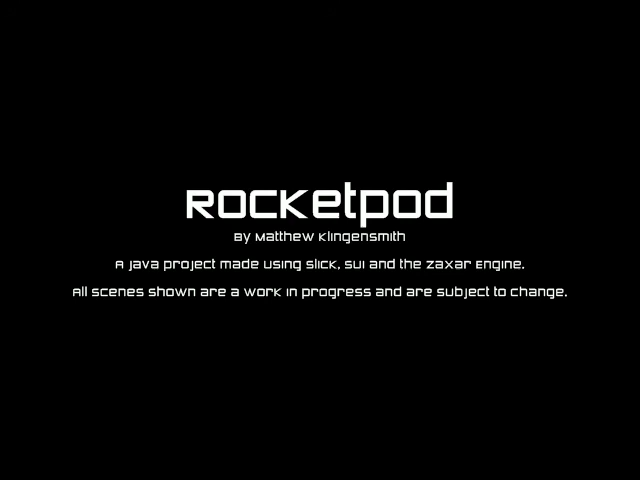 Rocketpod
By Matthew Klingensmith
A java project made using slick, sui and the zaxar Engine.
All scenes shown are a work in progress and are subject to change.